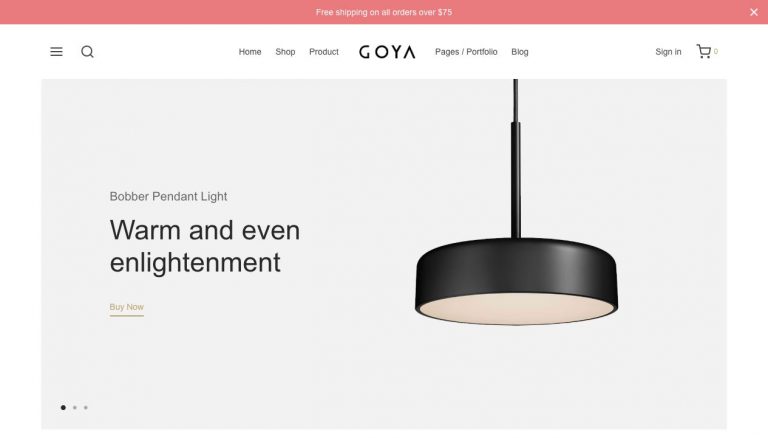 Free shipping on all orders over $75
Home Shop Product GOYA Pages / Portfolio Blog Sign in 0
Bobber Pendant Light
Warm and even
enlightenment
Buy Now